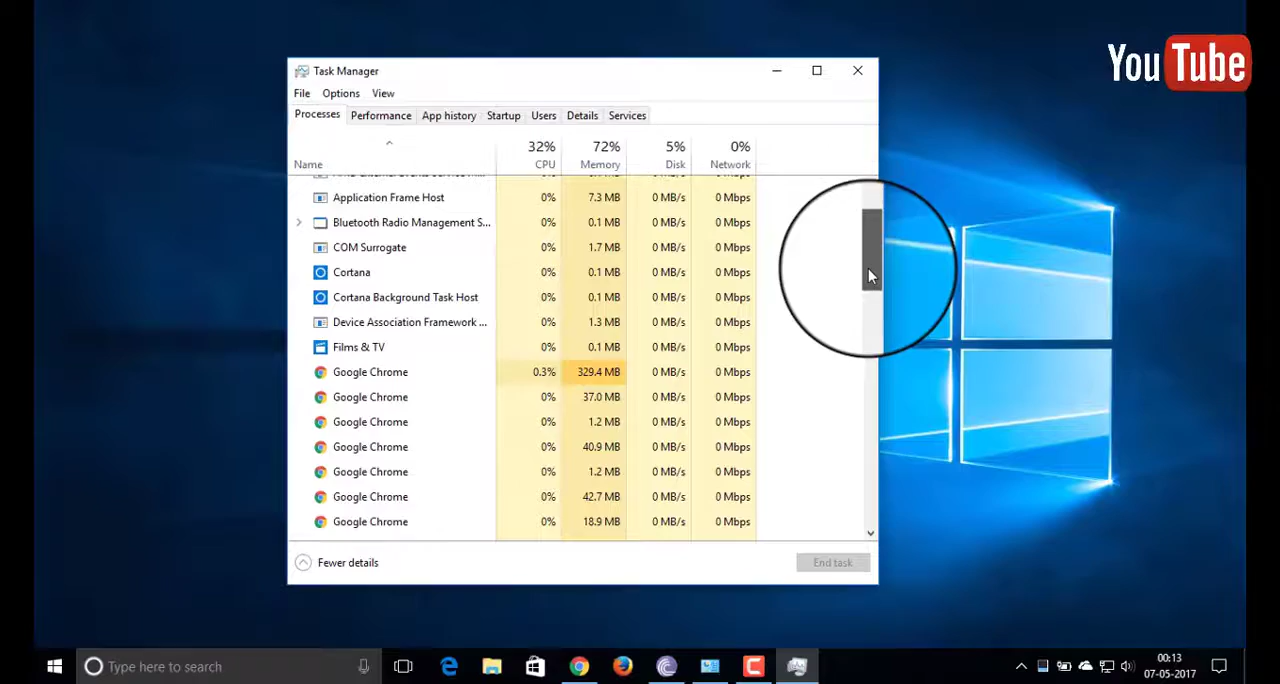 YouTube
Task Manager
File Options View
Processes Performance App history Startup Users Details Services
32% 72% 5% 0%
Name CPU Memory Disk Network
Application Frame Host 0% 7.3 MB 0 MB/s 0 Mbps
Bluetooth Radio Management S... 0% 0.1 MB 0 MB/s 0 Mbps
COM Surrogate 0% 1.7 MB 0 MB/s 0 Mbps
Cortana 0% 0.1 MB 0 MB/s 0 Mbps
Cortana Background Task Host 0% 0.1 MB 0 MB/s 0 Mbps
Device Association Framework ... 0% 1.3 MB 0 MB/s 0 Mbps
Films & TV 0% 0.1 MB 0 MB/s 0 Mbps
Google Chrome 0.3% 329.4 MB 0 MB/s 0 Mbps
Google Chrome 0% 37.0 MB 0 MB/s 0 Mbps
Google Chrome 0% 1.2 MB 0 MB/s 0 Mbps
Google Chrome 0% 40.9 MB 0 MB/s 0 Mbps
Google Chrome 0% 1.2 MB 0 MB/s 0 Mbps
Google Chrome 0% 42.7 MB 0 MB/s 0 Mbps
Google Chrome 0% 18.9 MB 0 MB/s 0 Mbps
Fewer details End task
Type here to search
00:13
07-05-2017